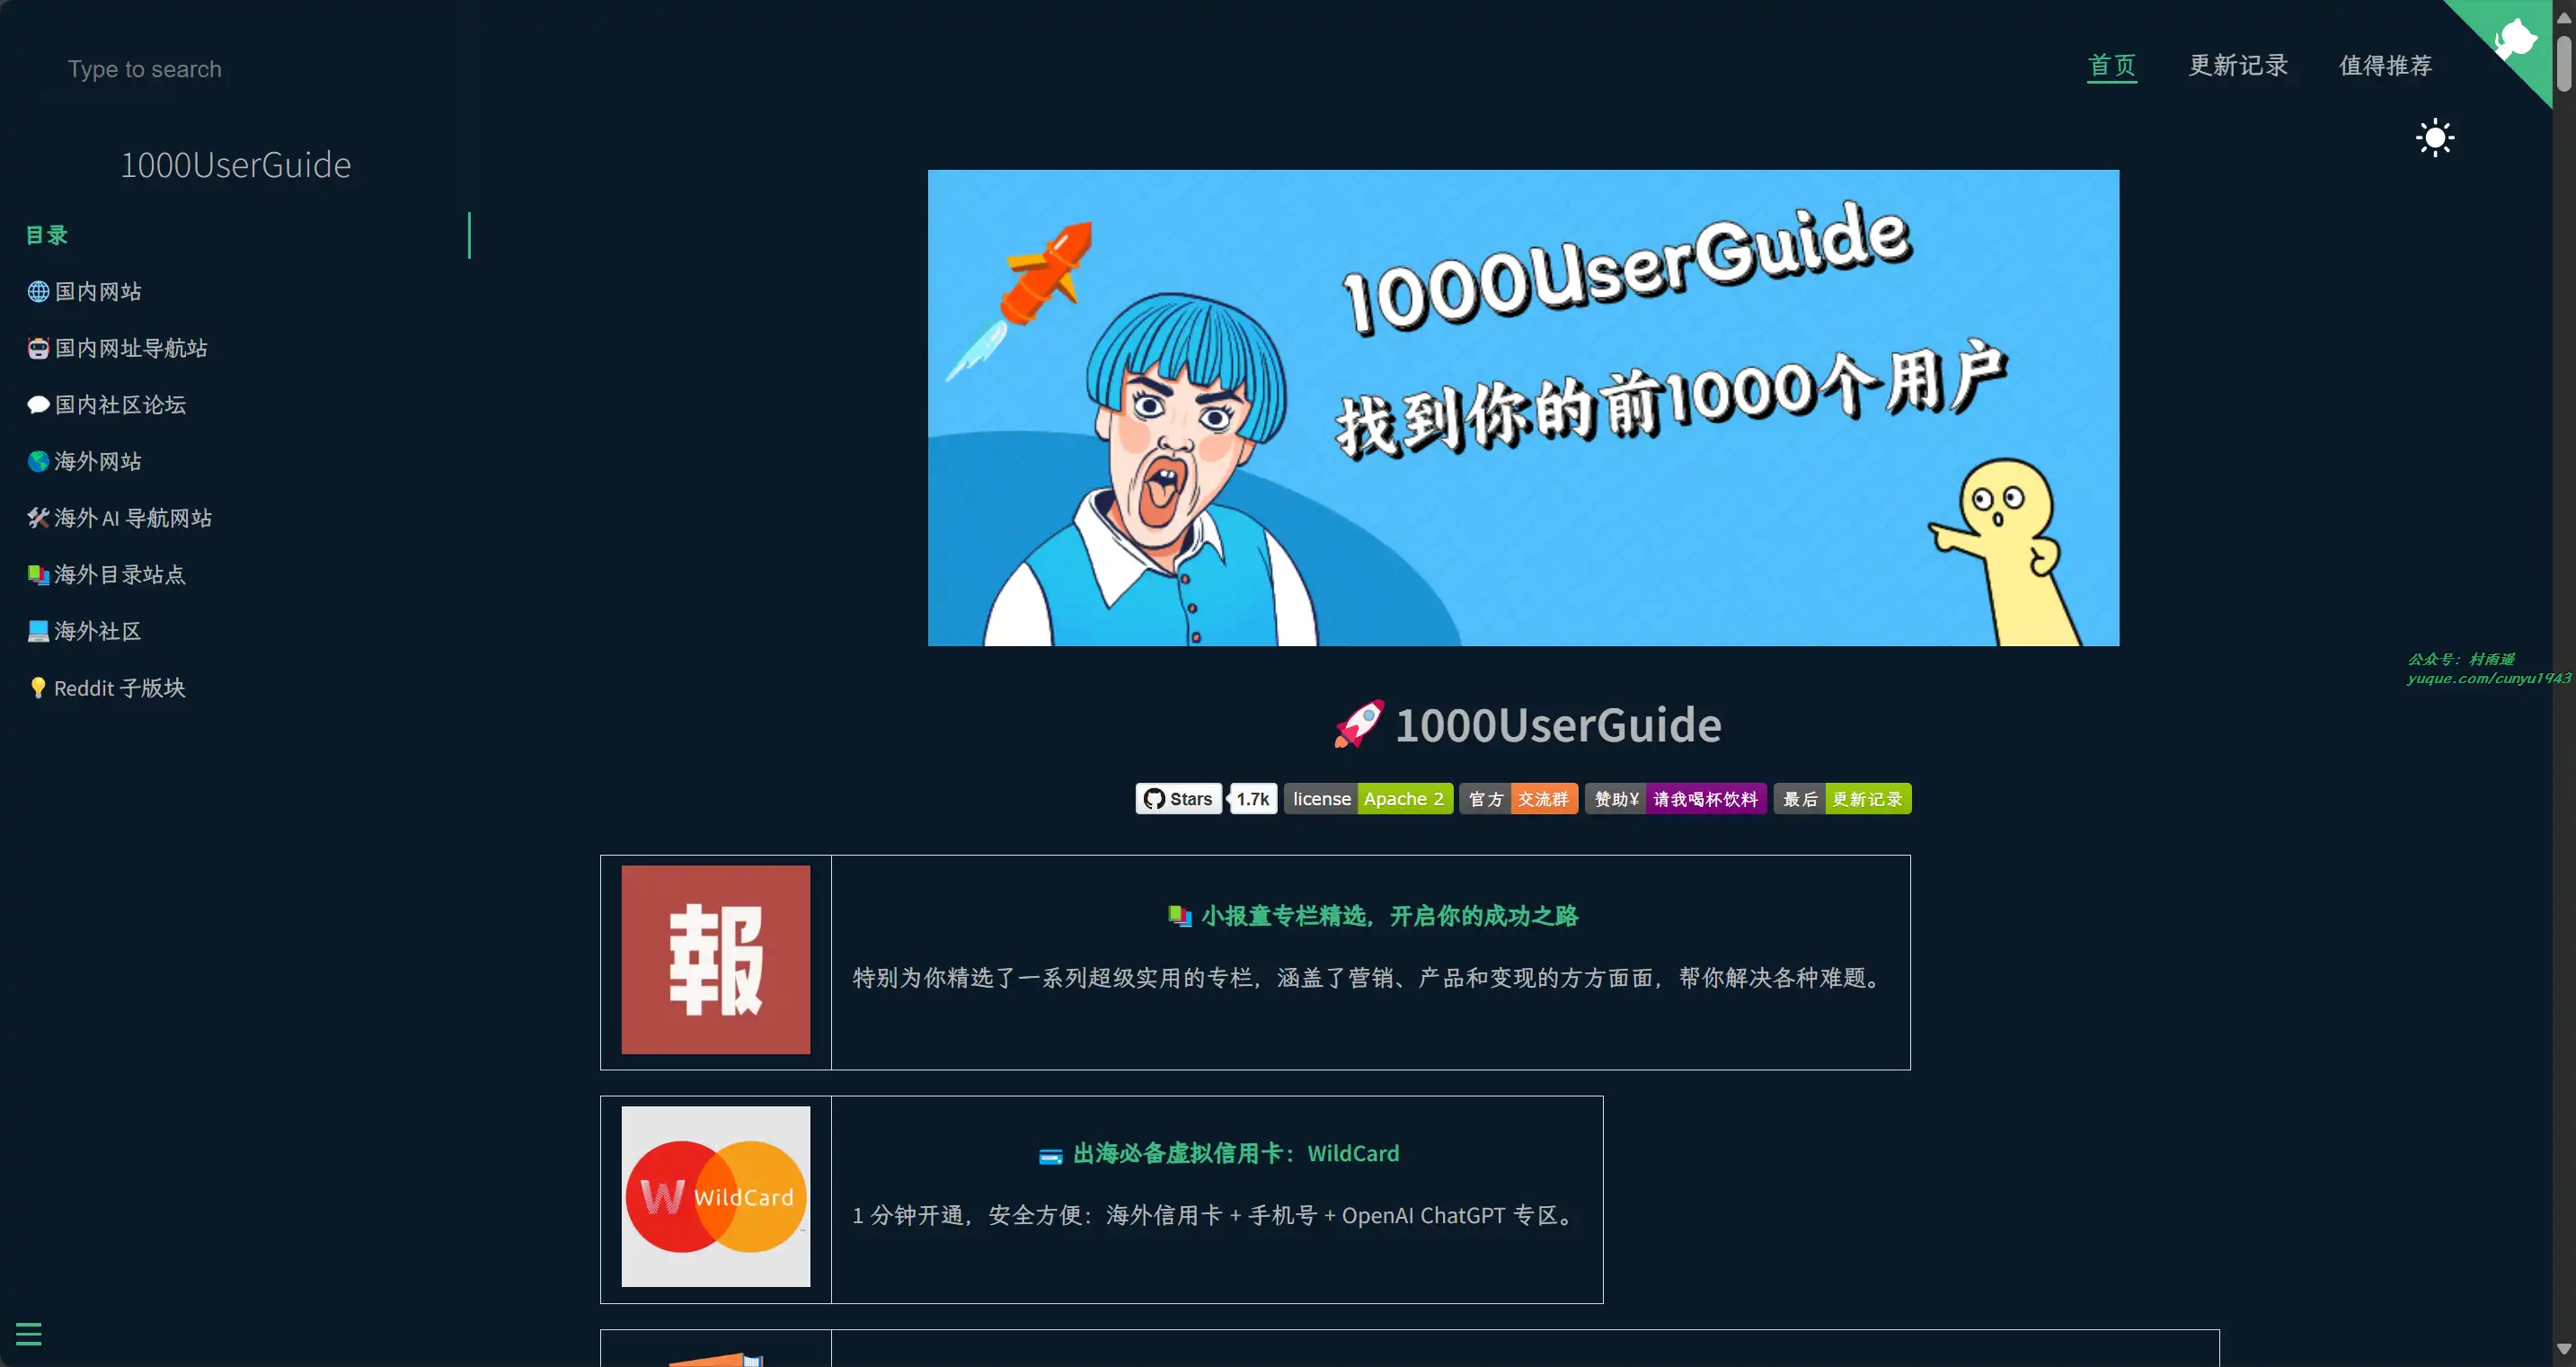 Type to search
首页 更新记录 值得推荐
1000UserGuide
目录
国内网站
国内网址导航站
国内社区论坛
海外网站
海外 AI 导航网站
海外目录站点
海外社区
Reddit 子版块
1000UserGuide
找到你的前1000个用户
公众号：村雨遥
yuque.com/cunyu1943
1000UserGuide
Stars 1.7k license Apache 2 官方 交流群 赞助¥ 请我喝杯饮料 最后 更新记录
報
小报童专栏精选，开启你的成功之路
特别为你精选了一系列超级实用的专栏，涵盖了营销、产品和变现的方方面面，帮你解决各种难题。
W WildCard
出海必备虚拟信用卡：WildCard
1 分钟开通，安全方便：海外信用卡 + 手机号 + OpenAI ChatGPT 专区。